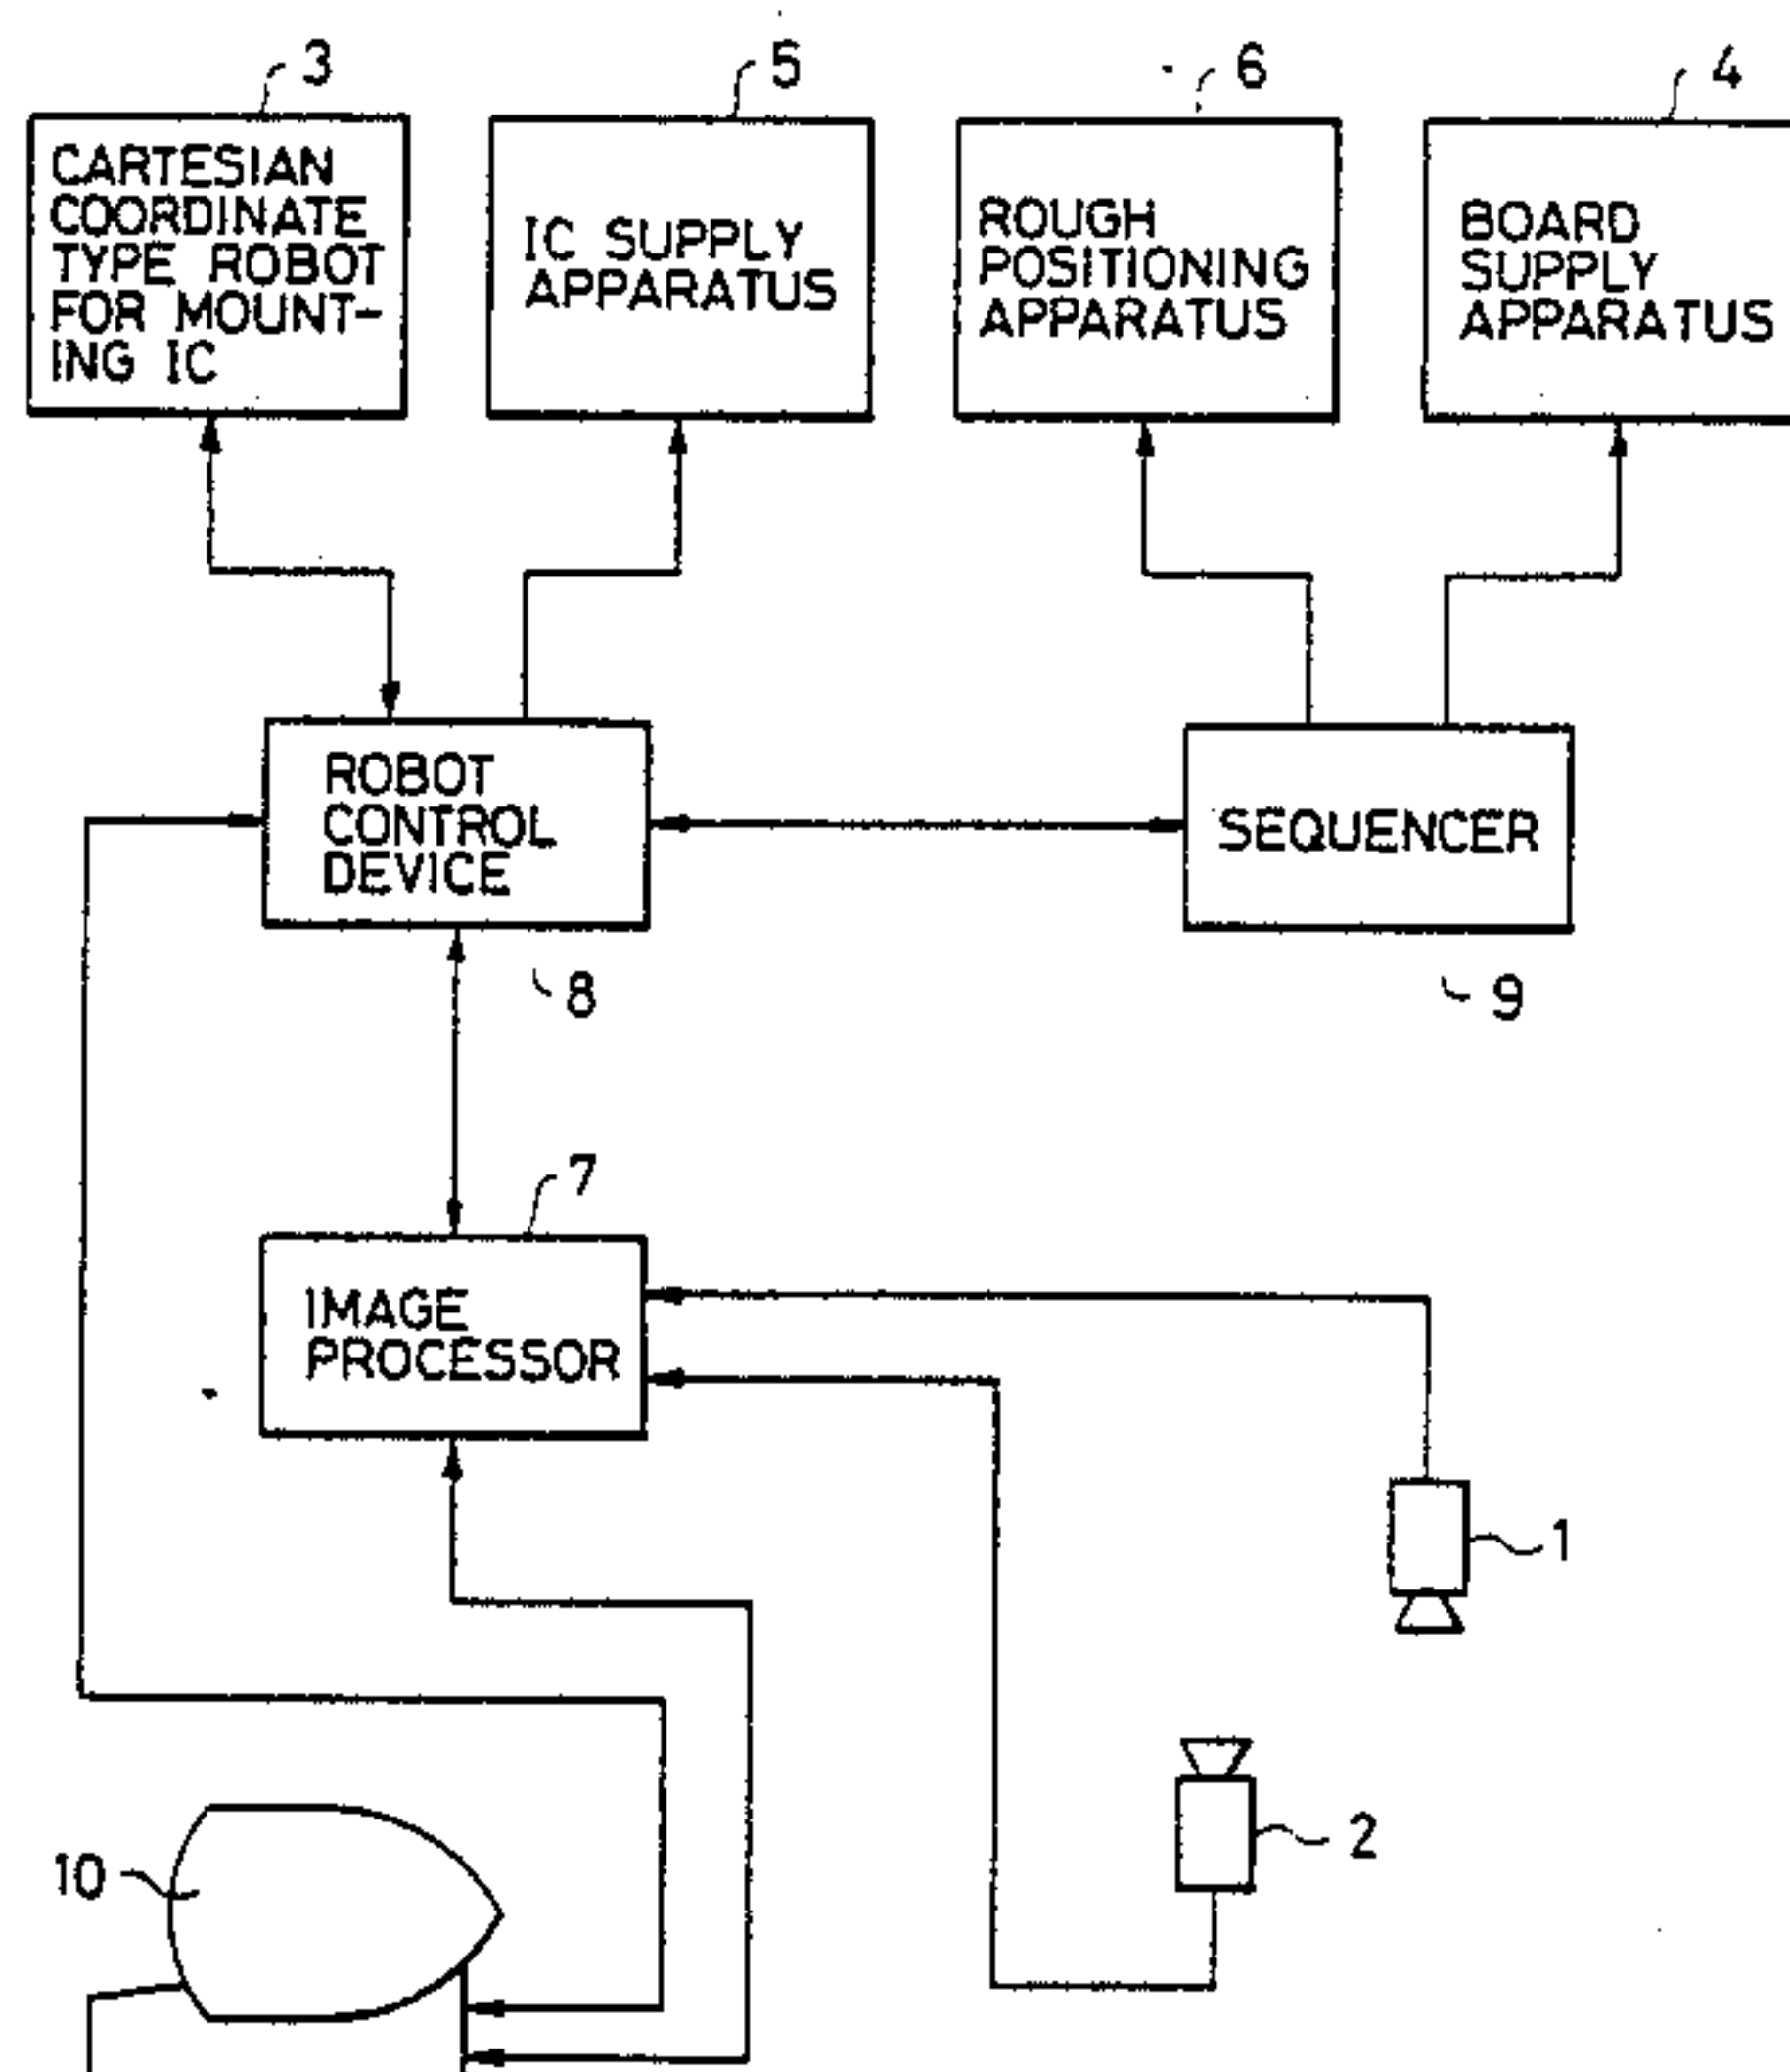 3
5
6
4
CARTESIAN
COORDINATE
TYPE ROBOT
FOR MOUNT-
ING IC
IC SUPPLY
APPARATUS
ROUGH
POSITIONING
APPARATUS
BOARD
SUPPLY
APPARATUS
ROBOT
CONTROL
DEVICE
SEQUENCER
8
9
7
IMAGE
PROCESSOR
1
2
10